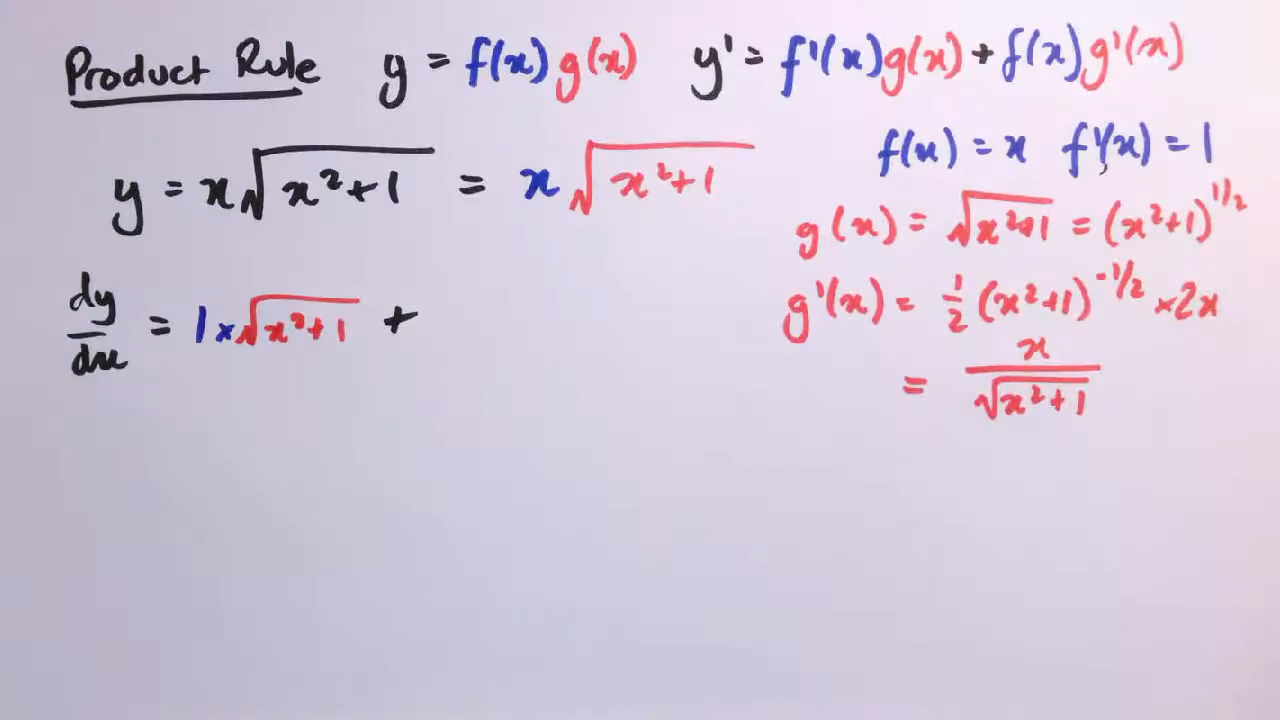 Product Rule y = f(x)g(x) y' = f'(x)g(x) + f(x)g'(x)
f(x) = x f'(x) = 1
y = x√(x²+1) = x√(x²+1)
g(x) = √(x²+1) = (x²+1)^1/2
dy/dx = 1×√(x²+1) +
g'(x) = 1/2 (x²+1)^-1/2 × 2x
= x/√(x²+1)